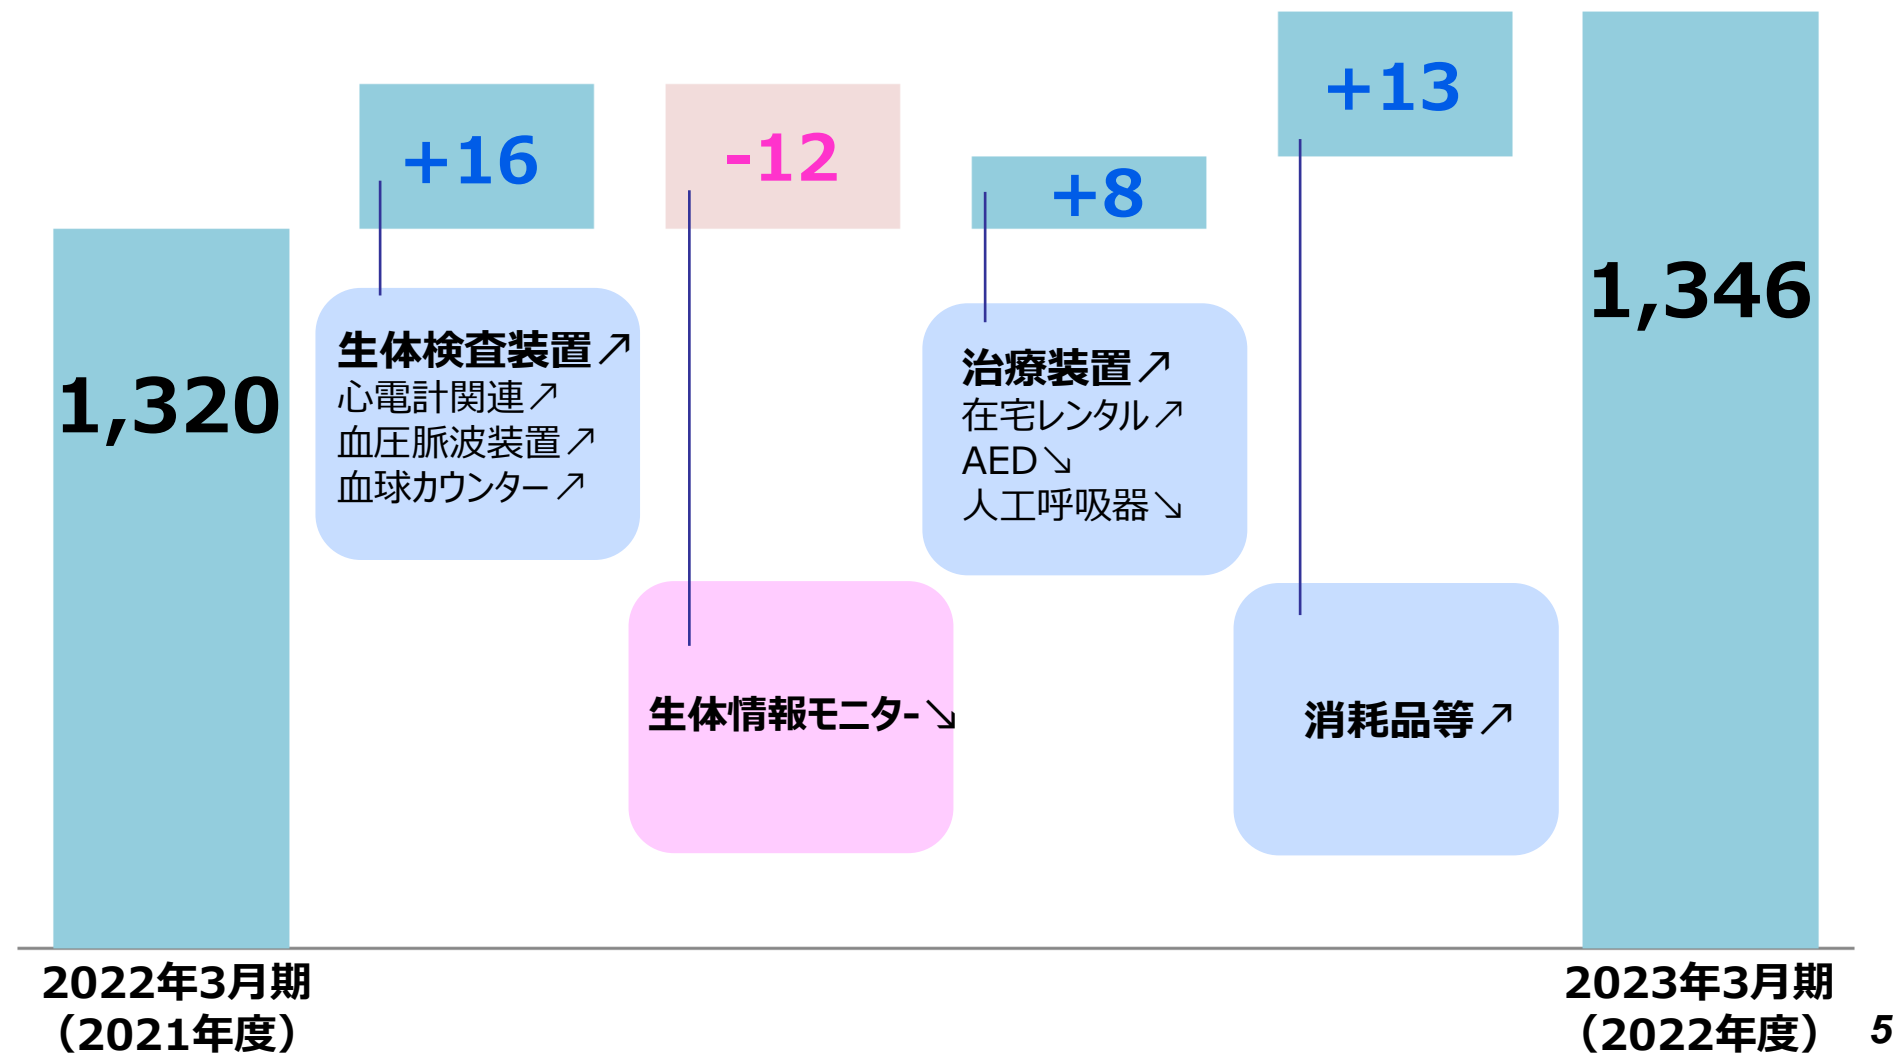 +16
-12
+8
+13
1,320
1,346
生体検査装置↗
心電計関連↗
血圧脈波装置↗
血球カウンター↗
生体情報モニター↘
治療装置↗
在宅レンタル↗
AED↘
人工呼吸器↘
消耗品等↗
2022年3月期
（2021年度）
2023年3月期
（2022年度）
5